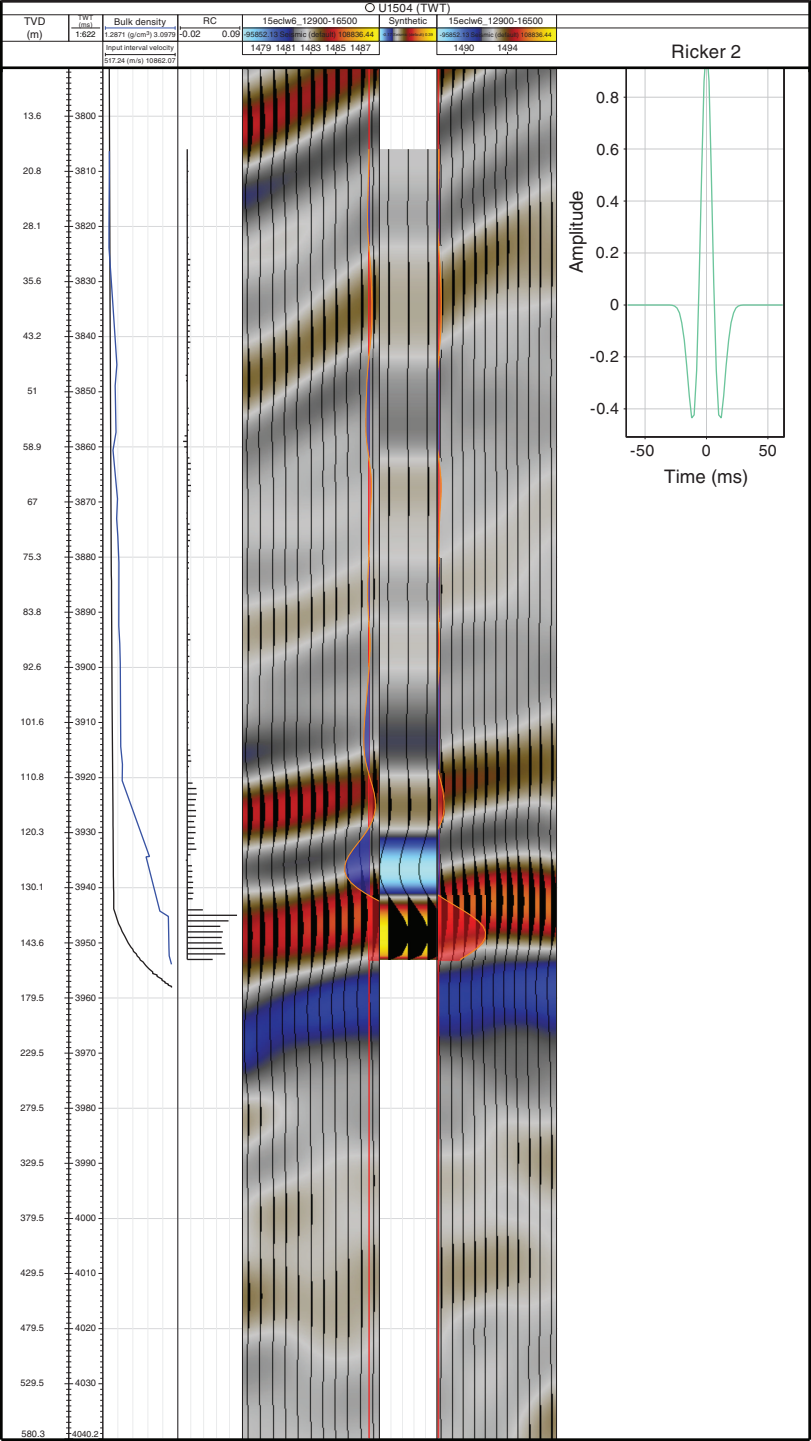 U1504 (TWT)
TVD
(m)
TWT
(ms)
1:622
Bulk density
1.2871 (g/cm³) 3.0979
Input interval velocity
517.24 (m/s) 10862.07
RC
-0.02 0.09
15eclw6_12900-16500
-95852.13 Seismic (default) 108836.44
1479 1481 1483 1485 1487
Synthetic
15eclw6_12900-16500
-95852.13 Seismic (default) 108836.44
1490 1494
Ricker 2
13.6 3800
20.8 3810
28.1 3820
35.6 3830
43.2 3840
51 3850
58.9 3860
67 3870
75.3 3880
83.8 3890
92.6 3900
101.6 3910
110.8 3920
120.3 3930
130.1 3940
143.6 3950
179.5 3960
229.5 3970
279.5 3980
329.5 3990
379.5 4000
429.5 4010
479.5 4020
529.5 4030
580.3 4040.2
Amplitude
0.8
0.6
0.4
0.2
0
-0.2
-0.4
-50 0 50
Time (ms)